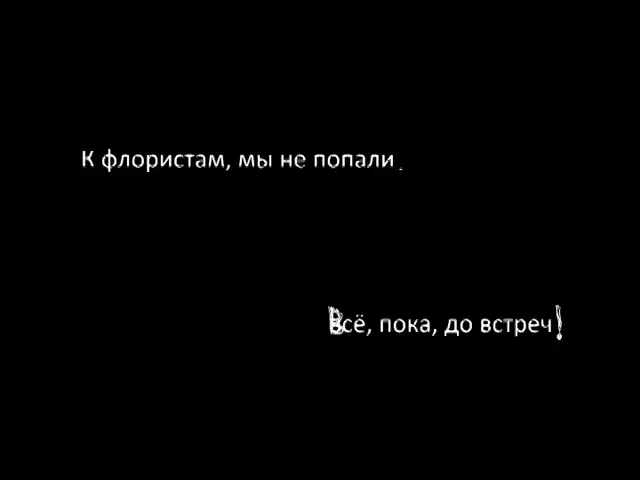 К флористам, мы не попали.
Всё, пока, до встреч!